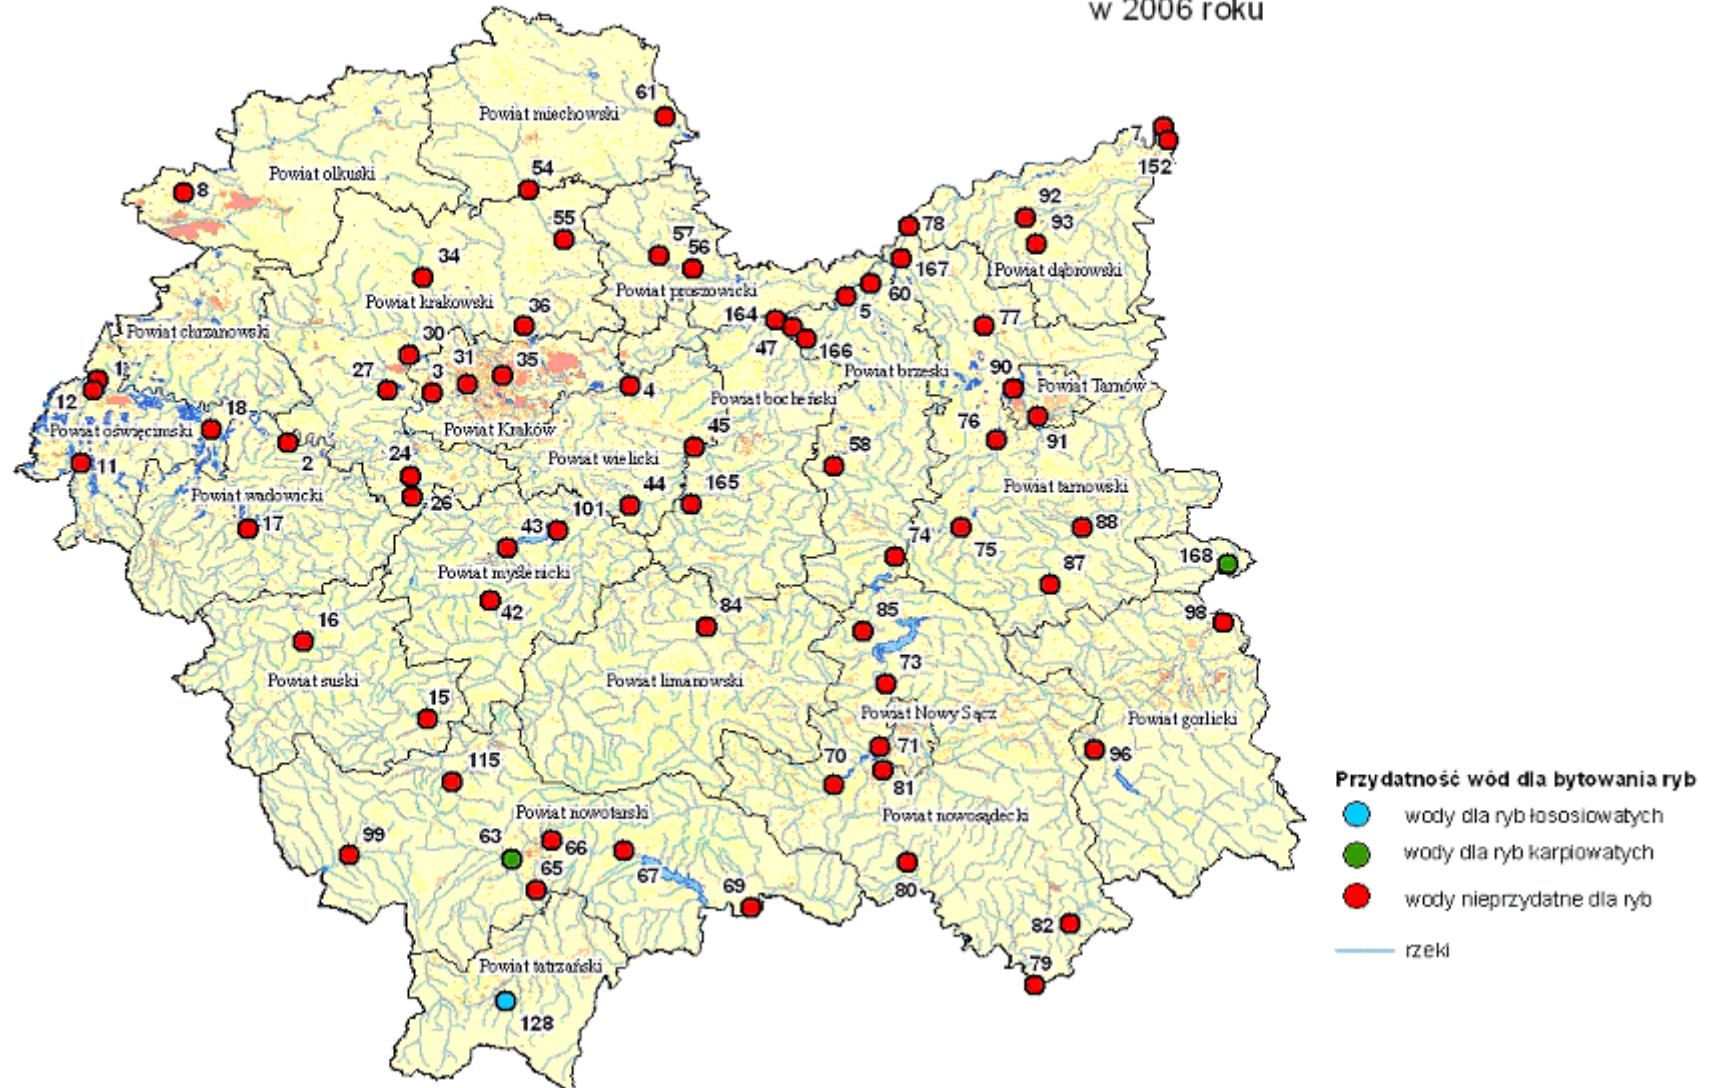 w 2006 roku
61
Powiat miechowski
7
152
54
Powiat olkuski
8
92
93
55
78
57
56
34
167
Powiat dąbrowski
Powiat proszowicki
Powiat krakowski
60
5
36
164
77
Powiat chrzanowski
30
47
166
31
35
1
27
3
90
Powiat brzeski
Powiat Tarnów
4
12
Powiat bocheński
18
76
91
Powiat oświęcimski
Powiat Kraków
45
58
2
24
Powiat wielicki
11
44
165
Powiat wadowicki
26
Powiat tarnowski
17
43
101
74
75
88
168
Powiat myślenicki
87
42
84
85
98
16
73
Powiat suski
Powiat limanowski
15
Powiat Nowy Sącz
Powiat gorlicki
70
71
96
115
81
Przydatność wód dla bytowania ryb
Powiat nowotarski
Powiat nowosądecki
wody dla ryb łososiowatych
99
63
66
wody dla ryb karpiowatych
65
67
69
80
wody nieprzydatne dla ryb
82
rzeki
Powiat tatrzański
79
128